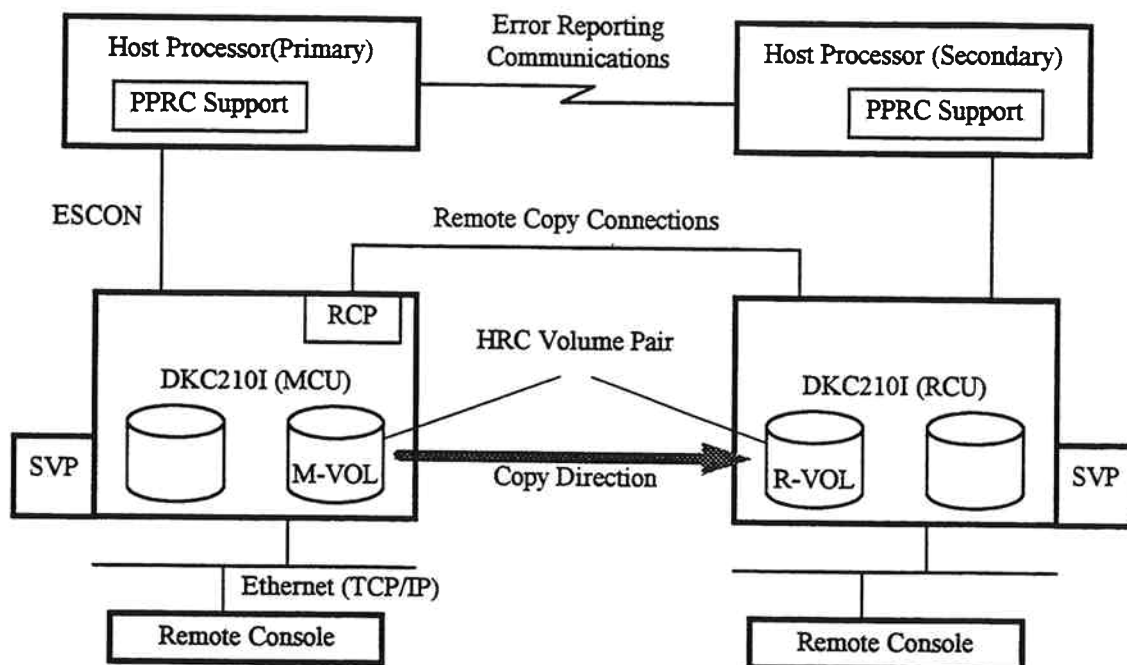 Host Processor(Primary)
PPRC Support
Error Reporting
Communications
Host Processor (Secondary)
PPRC Support
ESCON
Remote Copy Connections
RCP
HRC Volume Pair
DKC210I (MCU)
DKC210I (RCU)
SVP
M-VOL
Copy Direction
R-VOL
SVP
Ethernet (TCP/IP)
Remote Console
Remote Console